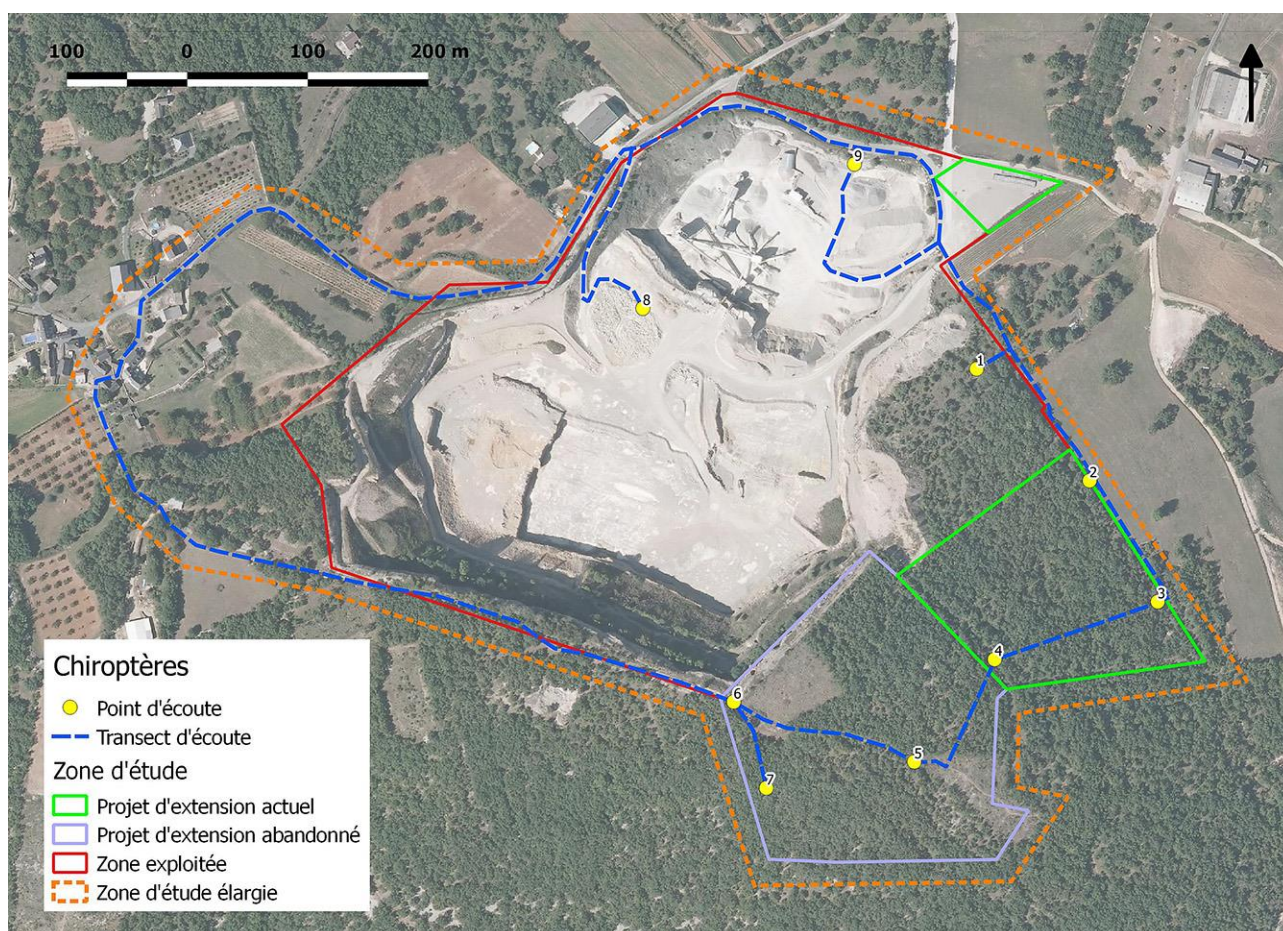 100 0 100 200 m
9
8
1
2
3
4
6
5
7
Chiroptères
Point d'écoute
Transect d'écoute
Zone d'étude
Projet d'extension actuel
Projet d'extension abandonné
Zone exploitée
Zone d'étude élargie